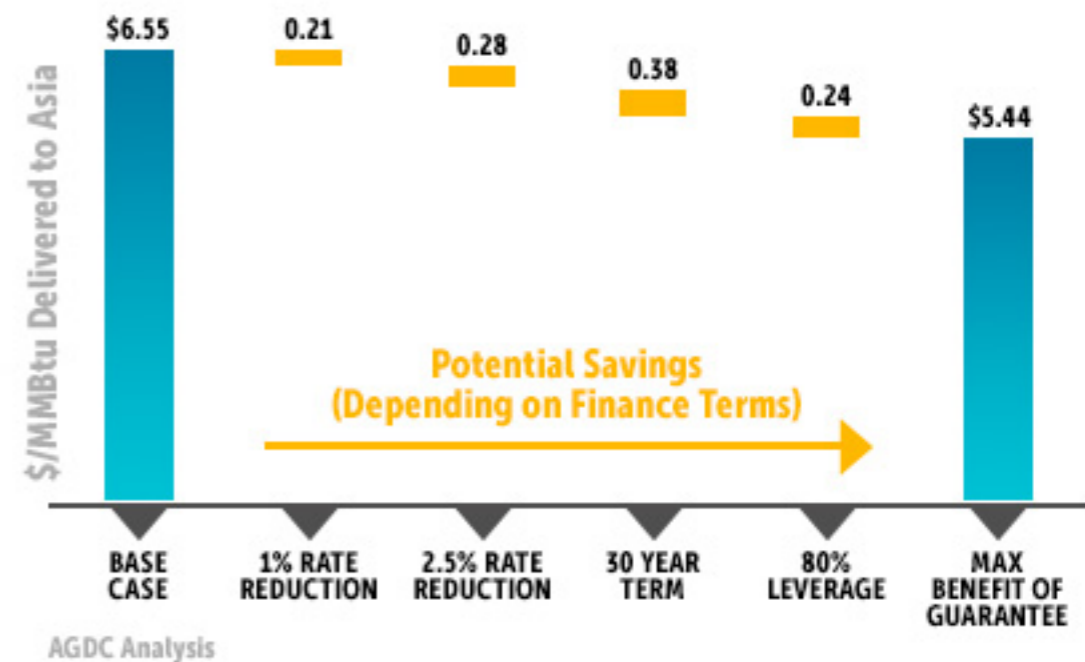 $6.55
0.21
0.28
0.38
0.24
$5.44
$/MMBtu Delivered to Asia
Potential Savings
(Depending on Finance Terms)
BASE
CASE
1% RATE
REDUCTION
2.5% RATE
REDUCTION
30 YEAR
TERM
80%
LEVERAGE
MAX
BENEFIT OF
GUARANTEE
AGDC Analysis